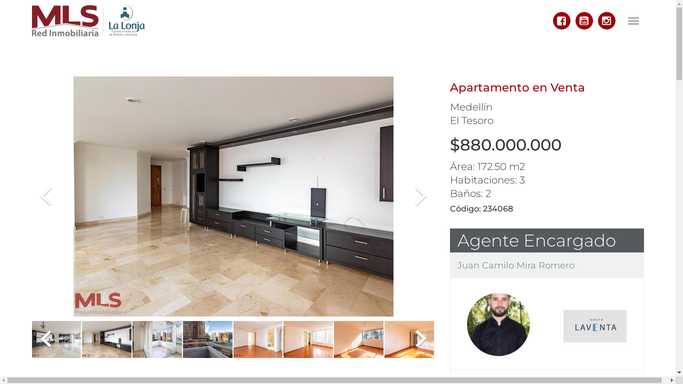 MLS
Red Inmobiliaria
La Lonja
Apartamento en Venta
Medellín
El Tesoro
$880.000.000
Área: 172.50 m2
Habitaciones: 3
Baños: 2
Código: 234068
Agente Encargado
Juan Camilo Mira Romero
LAVENTA
MLS